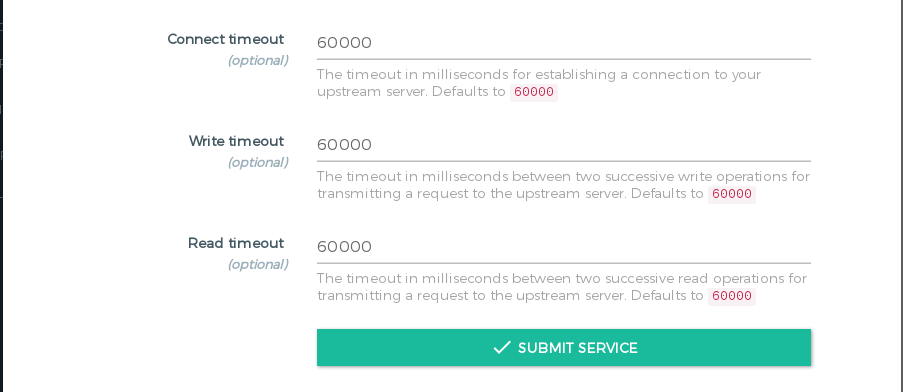 Connect timeout
(optional)
60000
The timeout in milliseconds for establishing a connection to your
upstream server. Defaults to 60000
Write timeout
(optional)
60000
The timeout in milliseconds between two successive write operations for
transmitting a request to the upstream server. Defaults to 60000
Read timeout
(optional)
60000
The timeout in milliseconds between two successive read operations for
transmitting a request to the upstream server. Defaults to 60000
SUBMIT SERVICE